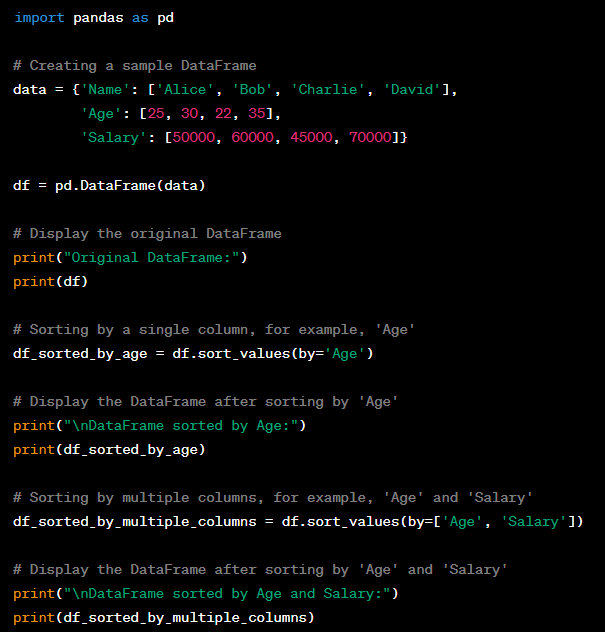 import pandas as pd
# Creating a sample DataFrame
data = {'Name': ['Alice', 'Bob', 'Charlie', 'David'],
'Age': [25, 30, 22, 35],
'Salary': [50000, 60000, 45000, 70000]}
df = pd.DataFrame(data)
# Display the original DataFrame
print("Original DataFrame:")
print(df)
# Sorting by a single column, for example, 'Age'
df_sorted_by_age = df.sort_values(by='Age')
# Display the DataFrame after sorting by 'Age'
print("\nDataFrame sorted by Age:")
print(df_sorted_by_age)
# Sorting by multiple columns, for example, 'Age' and 'Salary'
df_sorted_by_multiple_columns = df.sort_values(by=['Age', 'Salary'])
# Display the DataFrame after sorting by 'Age' and 'Salary'
print("\nDataFrame sorted by Age and Salary:")
print(df_sorted_by_multiple_columns)